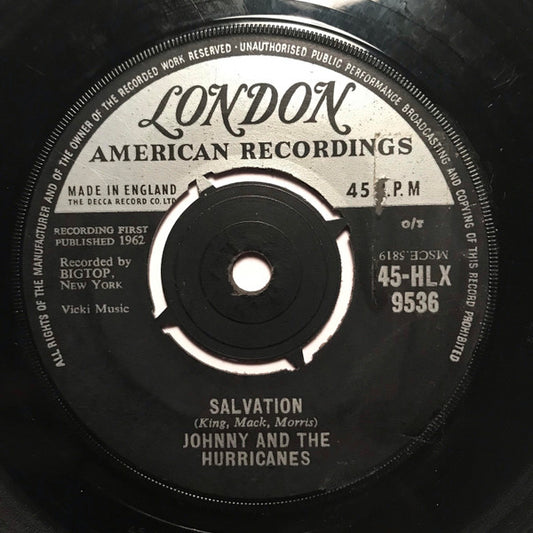 ALL RIGHTS OF THE MANUFACTURER AND OF THE OWNER OF THE RECORDED WORK RESERVED · UNAUTHORISED PUBLIC PERFORMANCE BROADCASTING AND COPYING OF THIS RECORD PROHIBITED
LONDON
AMERICAN RECORDINGS
MADE IN ENGLAND
THE DECCA RECORD CO. LTD
45 .P.M
RECORDING FIRST
PUBLISHED 1962
Recorded by
BIGTOP,
New York
Vicki Music
O/T
MSCE.5819
45-HLX
9536
SALVATION
(King, Mack, Morris)
JOHNNY AND THE
HURRICANES